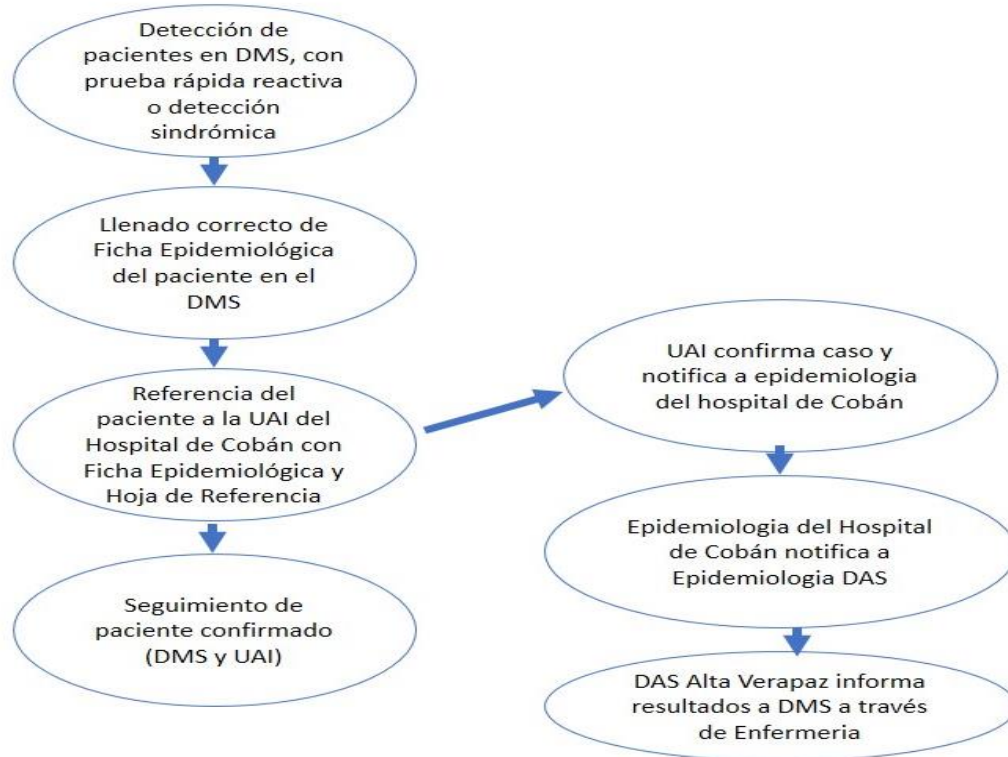 Detección de
pacientes en DMS, con
prueba rápida reactiva
o detección
sindrómica
Llenado correcto de
Ficha Epidemiológica
del paciente en el
DMS
Referencia del
paciente a la UAI del
Hospital de Cobán con
Ficha Epidemiológica y
Hoja de Referencia
Seguimiento de
paciente confirmado
(DMS y UAI)
UAI confirma caso y
notifica a epidemiologia
del hospital de Cobán
Epidemiologia del Hospital
de Cobán notifica a
Epidemiologia DAS
DAS Alta Verapaz informa
resultados a DMS a través
de Enfermeria